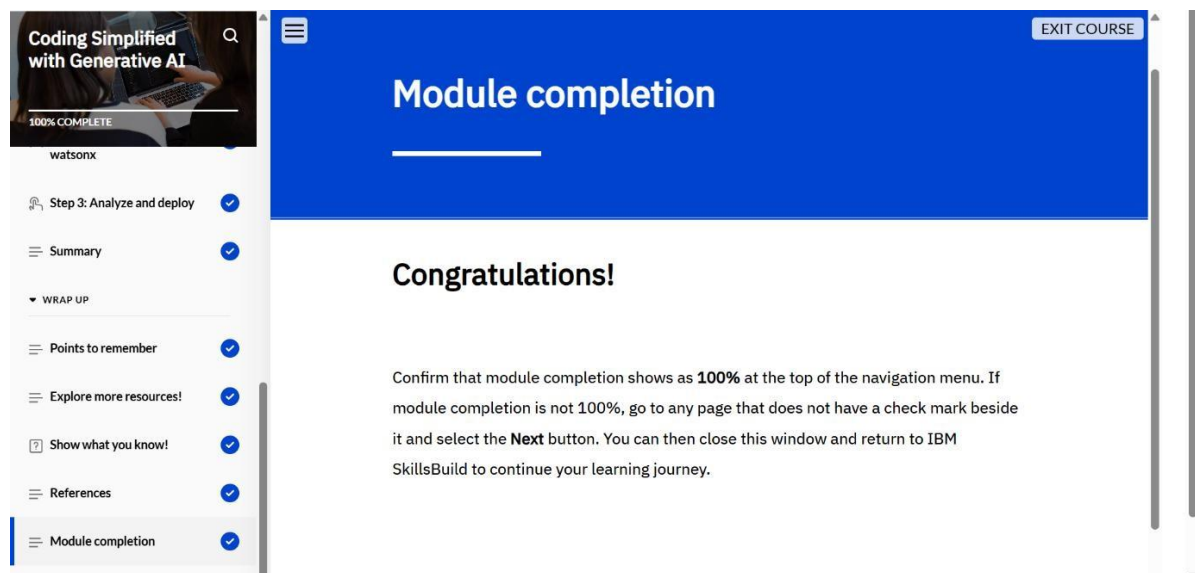 Coding Simplified
with Generative AI
100% COMPLETE
watsonx
Step 3: Analyze and deploy
Summary
WRAP UP
Points to remember
Explore more resources!
Show what you know!
References
Module completion
EXIT COURSE
Module completion
Congratulations!
Confirm that module completion shows as 100% at the top of the navigation menu. If
module completion is not 100%, go to any page that does not have a check mark beside
it and select the Next button. You can then close this window and return to IBM
SkillsBuild to continue your learning journey.